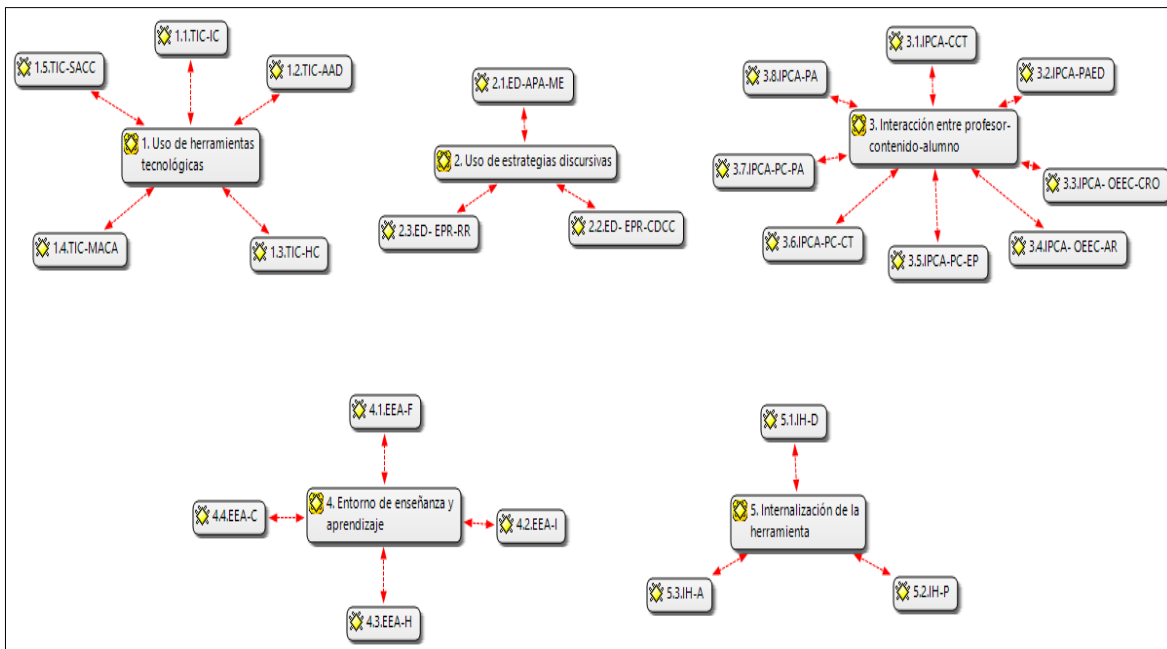 1.1.TIC-IC
1.5.TIC-SACC
1.2.TIC-AAD
1. Uso de herramientas
tecnológicas
1.4.TIC-MACA
1.3.TIC-HC
2.1.ED-APA-ME
2. Uso de estrategias discursivas
2.3.ED- EPR-RR
2.2.ED- EPR-CDCC
3.1.IPCA-CCT
3.8.IPCA-PA
3.2.IPCA-PAED
3. Interacción entre profesor-
contenido-alumno
3.7.IPCA-PC-PA
3.3.IPCA- OEEC-CRO
3.6.IPCA-PC-CT
3.4.IPCA- OEEC-AR
3.5.IPCA-PC-EP
4.1.EEA-F
4. Entorno de enseñanza y
aprendizaje
4.4.EEA-C
4.2.EEA-I
4.3.EEA-H
5.1.IH-D
5. Internalización de la
herramienta
5.3.IH-A
5.2.IH-P